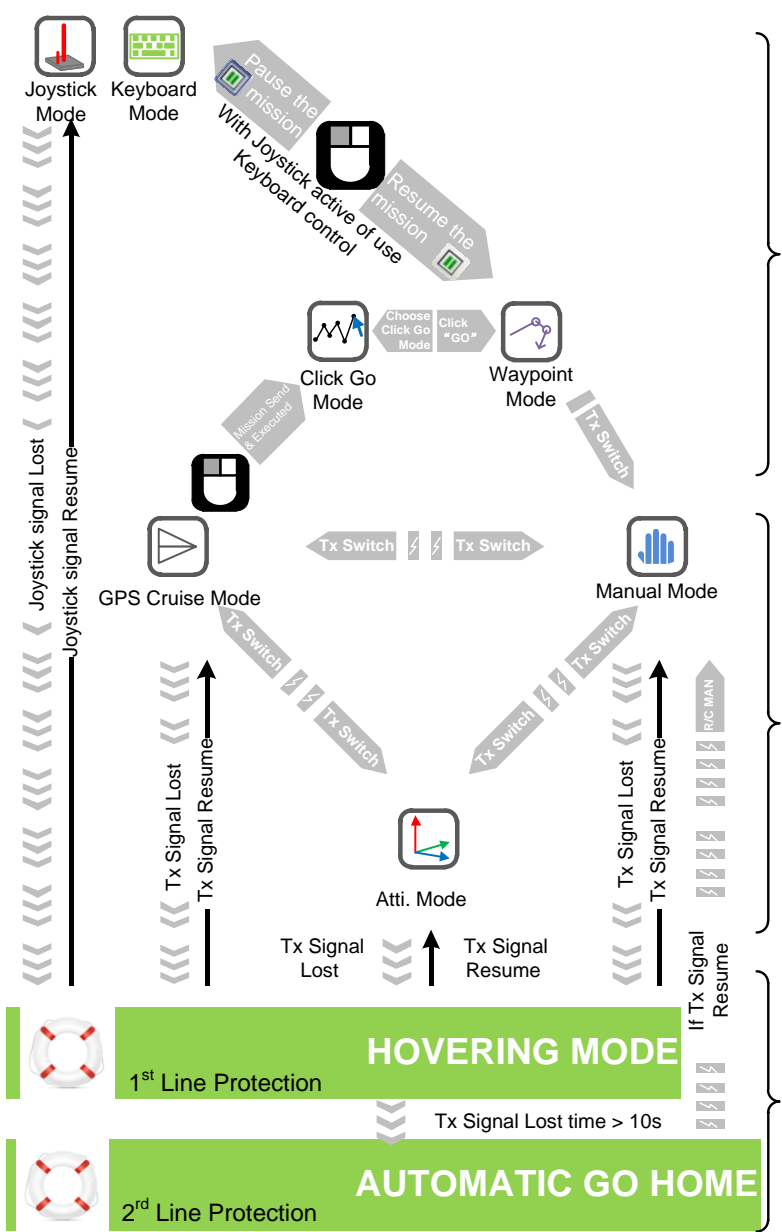 Joystick
Mode
Keyboard
Mode
Pause the
mission
With Joystick active of use
Keyboard control
Resume the
mission
Choose
Click Go
Mode
Click
“GO”
Click Go
Mode
Waypoint
Mode
Mission Send
& Executed
Tx Switch
Joystick signal Lost
Joystick signal Resume
GPS Cruise Mode
Tx Switch
Tx Switch
Manual Mode
Tx Switch
Tx Switch
Tx Switch
Tx Switch
R/C MAN
Tx Signal Lost
Tx Signal Resume
Tx Signal Lost
Tx Signal Resume
Atti. Mode
Tx Signal
Lost
Tx Signal
Resume
If Tx Signal
Resume
HOVERING MODE
1st Line Protection
Tx Signal Lost time > 10s
AUTOMATIC GO HOME
2rd Line Protection